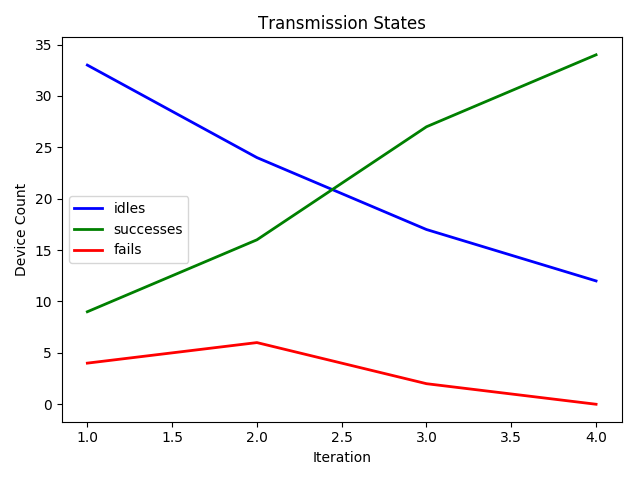 Transmission States
35
30
25
20
15
10
5
0
Device Count
idles
successes
fails
1.0 1.5 2.0 2.5 3.0 3.5 4.0
Iteration